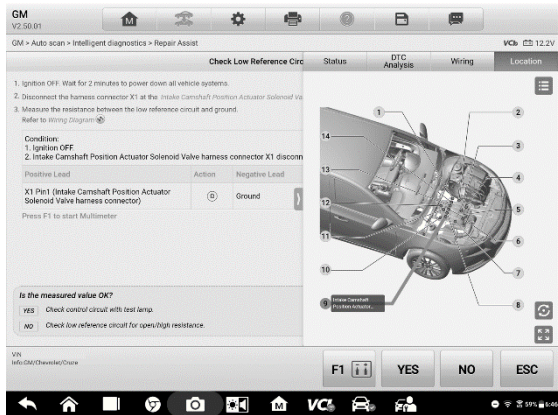 GM
V2.50.01
GM > Auto scan > Intelligent diagnostics > Repair Assist
VCI 12.2V
Check Low Reference Circ
Status
DTC Analysis
Wiring
Location
1. Ignition OFF. Wait for 2 minutes to power down all vehicle systems.
2. Disconnect the harness connector X1 at the Intake Camshaft Position Actuator Solenoid Va
3. Measure the resistance between the low reference circuit and ground.
Refer to Wiring Diagram
Condition:
1. Ignition OFF.
2. Intake Camshaft Position Actuator Solenoid Valve harness connector X1 disconn
Positive Lead Action Negative Lead
X1 Pin1 (Intake Camshaft Position Actuator Solenoid Valve harness connector) Ground
Press F1 to start Multimeter
Is the measured value OK?
YES Check control circuit with test lamp.
NO Check low reference circuit for open/high resistance.
1
2
3
4
5
6
7
8
9 Intake Camshaft
Position Actuator...
10
11
12
13
14
VIN
Info:GM/Chevrolet/Cruze
F1
YES
NO
ESC
VCI
59%